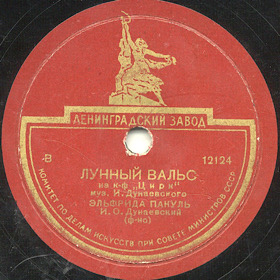 ЛЕНИНГРАДСКИЙ ЗАВОД
-В 12124
ЛУННЫЙ ВАЛЬС
из к-ф „Цирк"
муз. И. Дунаевского
ЭЛЬФРИДА ПАКУЛЬ
И. О. Дунаевский
(ф-но)
КОМИТЕТ ПО ДЕЛАМ ИСКУССТВ ПРИ СОВЕТЕ МИНИСТРОВ СССР